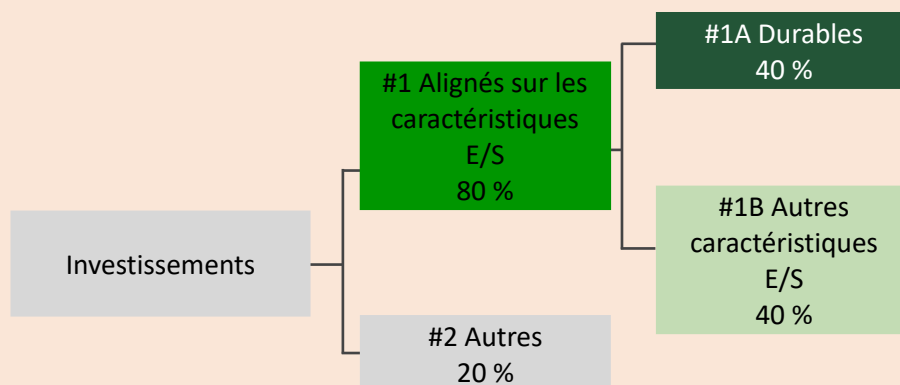 #1A Durables
40 %
#1 Alignés sur les
caractéristiques
E/S
80 %
#1B Autres
caractéristiques
E/S
40 %
Investissements
#2 Autres
20 %